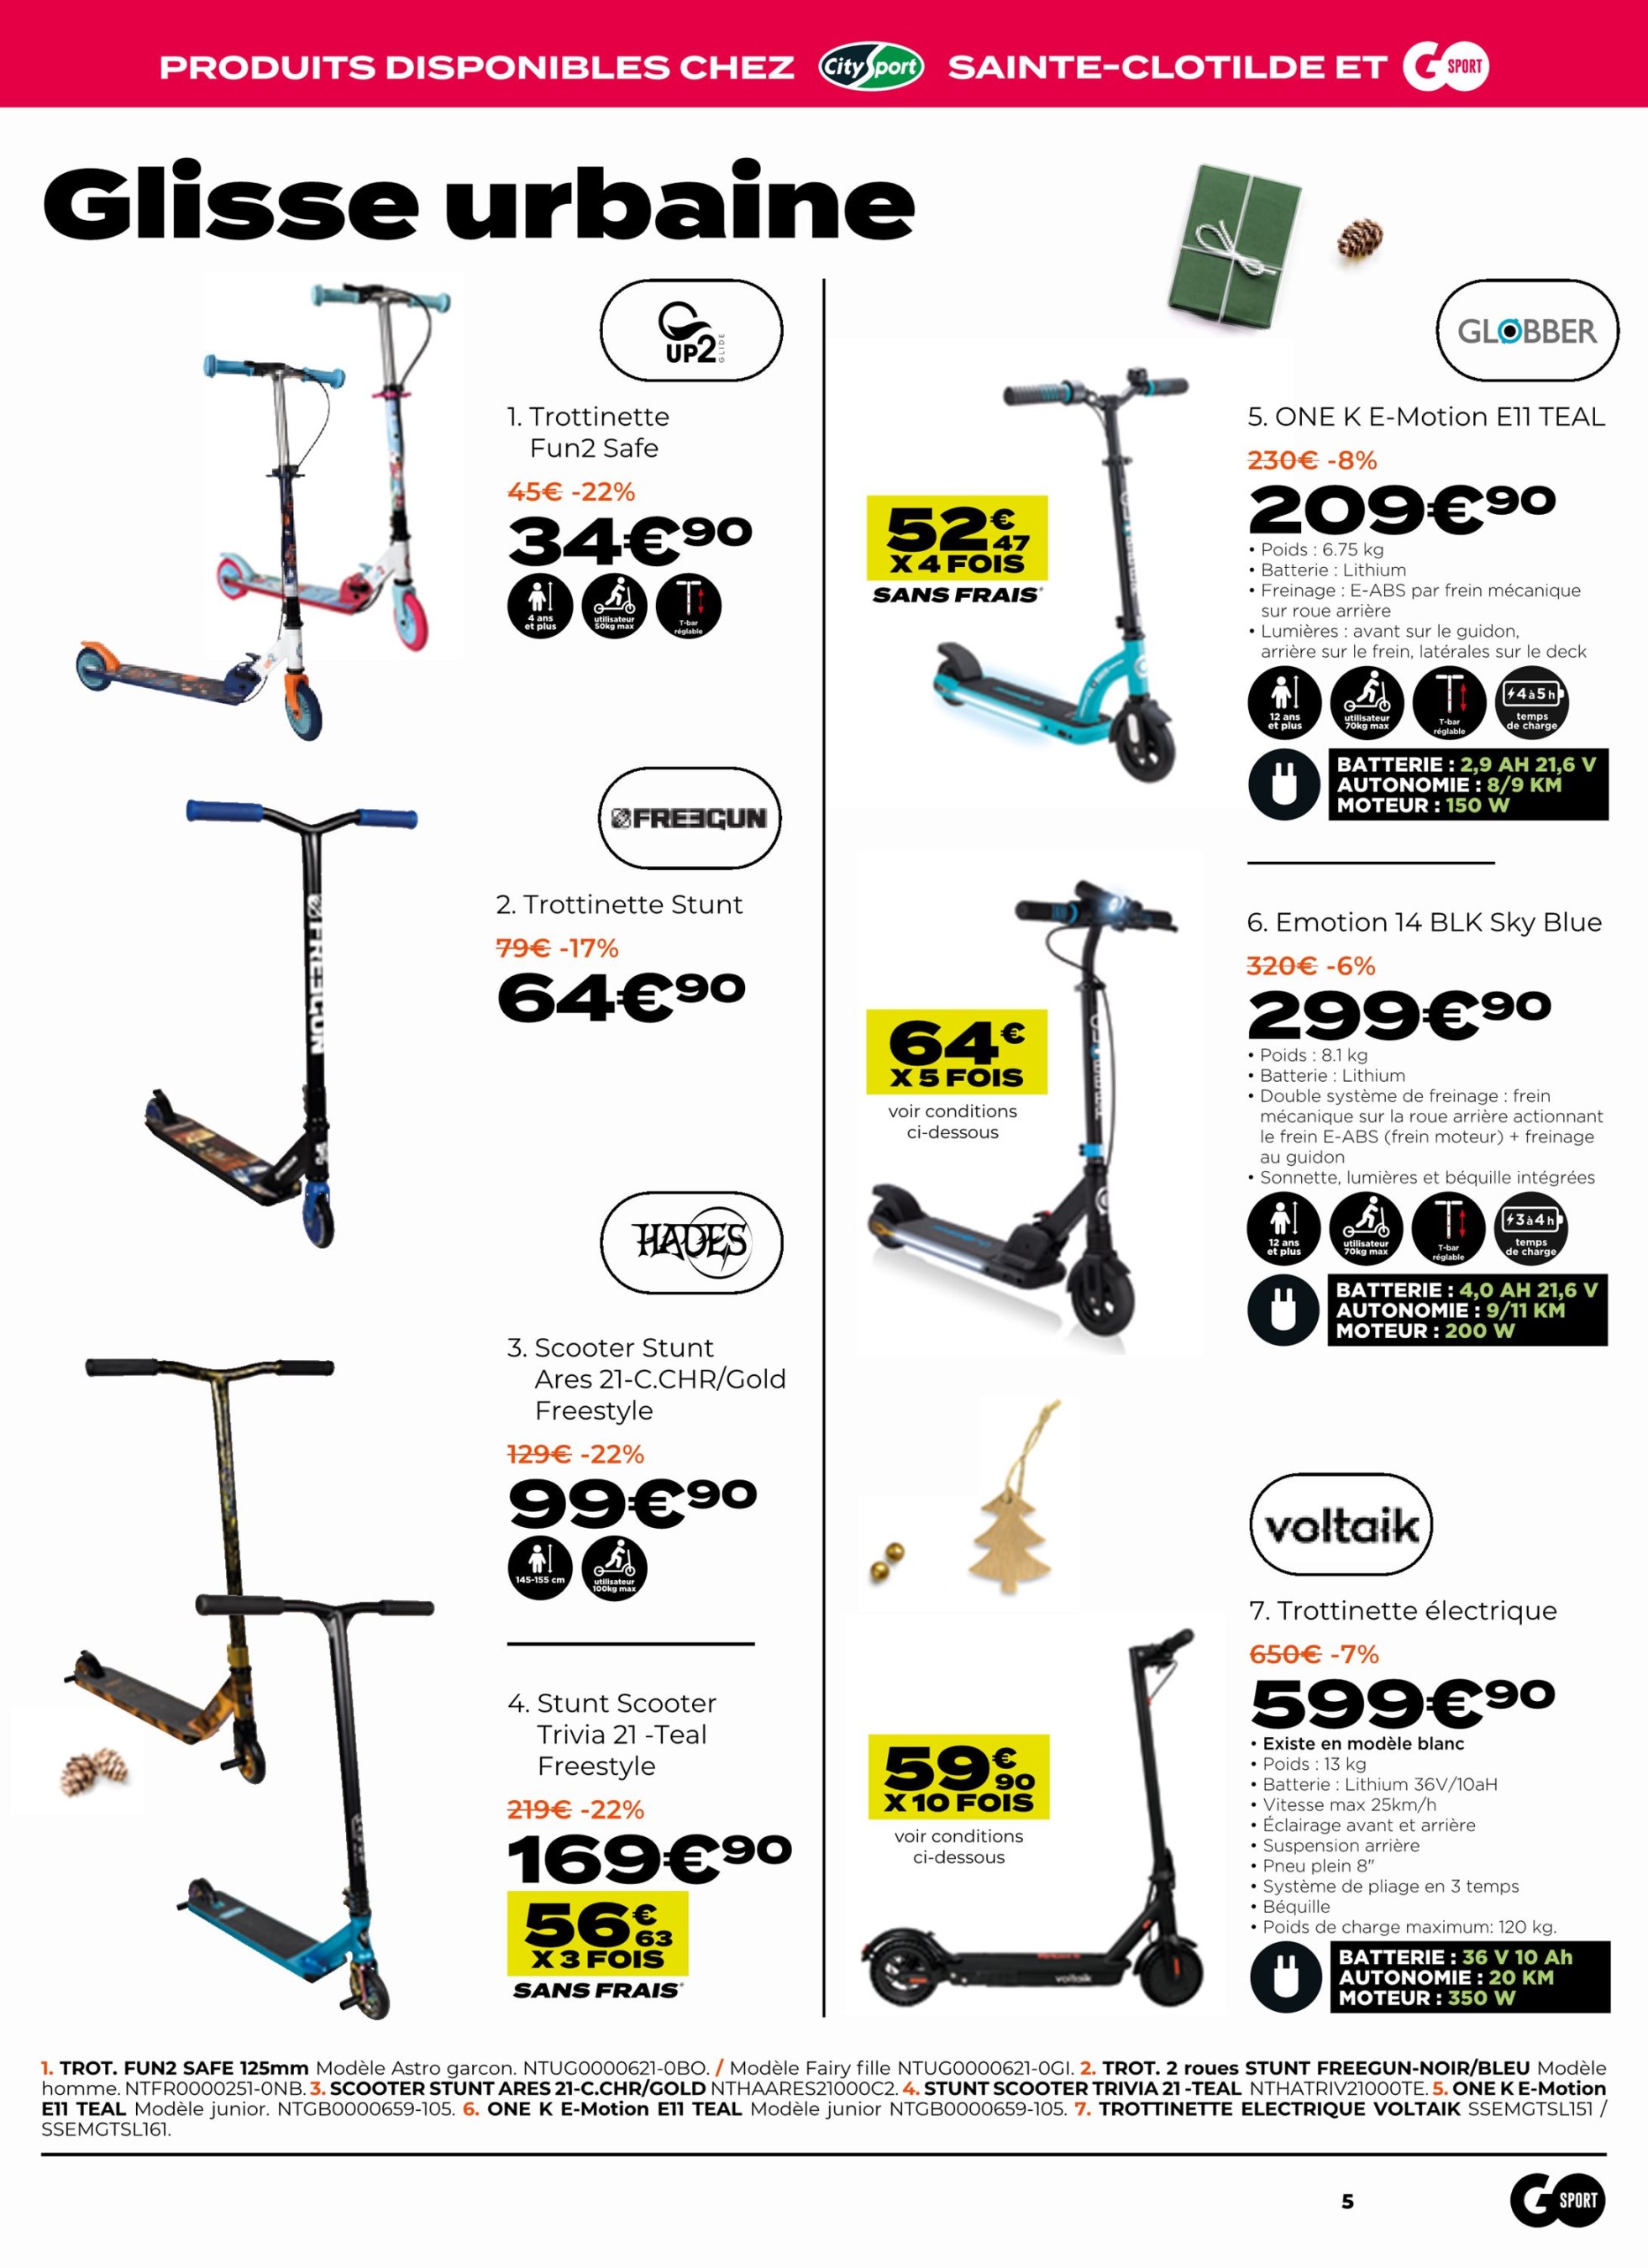 PRODUITS DISPONIBLES CHEZ City Sport SAINTE-CLOTILDE ET GO SPORT
Glisse urbaine
UP2 GLIDE
1. Trottinette
Fun2 Safe
45€ -22%
34€90
4 ans
et plus
utilisateur
50kg max
T-bar
réglable
FREEGUN
FREEGUN
2. Trottinette Stunt
79€ -17%
64€90
HADES
3. Scooter Stunt
Ares 21-C.CHR/Gold
Freestyle
129€ -22%
99€90
145-155 cm
utilisateur
100kg max
4. Stunt Scooter
Trivia 21 -Teal
Freestyle
219€ -22%
169€90
56€63
X 3 FOIS
SANS FRAIS*
GLOBBER
5. ONE K E-Motion E11 TEAL
230€ -8%
209€90
52€47
X 4 FOIS
SANS FRAIS*
• Poids : 6.75 kg
• Batterie : Lithium
• Freinage : E-ABS par frein mécanique
sur roue arrière
• Lumières : avant sur le guidon,
arrière sur le frein, latérales sur le deck
12 ans
et plus
utilisateur
70kg max
T-bar
réglable
4à5h
temps
de charge
BATTERIE : 2,9 AH 21,6 V
AUTONOMIE : 8/9 KM
MOTEUR : 150 W
6. Emotion 14 BLK Sky Blue
320€ -6%
299€90
64€
X 5 FOIS
voir conditions
ci-dessous
• Poids : 8.1 kg
• Batterie : Lithium
• Double système de freinage : frein
mécanique sur la roue arrière actionnant
le frein E-ABS (frein moteur) + freinage
au guidon
• Sonnette, lumières et béquille intégrées
12 ans
et plus
utilisateur
70kg max
T-bar
réglable
3à4h
temps
de charge
BATTERIE : 4,0 AH 21,6 V
AUTONOMIE : 9/11 KM
MOTEUR : 200 W
voltaik
7. Trottinette électrique
650€ -7%
599€90
59€90
X 10 FOIS
voir conditions
ci-dessous
• Existe en modèle blanc
• Poids : 13 kg
• Batterie : Lithium 36V/10aH
• Vitesse max 25km/h
• Éclairage avant et arrière
• Suspension arrière
• Pneu plein 8"
• Système de pliage en 3 temps
• Béquille
• Poids de charge maximum: 120 kg.
voltaik
BATTERIE : 36 V 10 Ah
AUTONOMIE : 20 KM
MOTEUR : 350 W
1. TROT. FUN2 SAFE 125mm Modèle Astro garcon. NTUG0000621-0BO. / Modèle Fairy fille NTUG0000621-0GI. 2. TROT. 2 roues STUNT FREEGUN-NOIR/BLEU Modèle
homme. NTFR0000251-0NB. 3. SCOOTER STUNT ARES 21-C.CHR/GOLD NTHAARES21000C2. 4. STUNT SCOOTER TRIVIA 21 -TEAL NTHATRIV21000TE. 5. ONE K E-Motion
E11 TEAL Modèle junior. NTGB0000659-105. 6. ONE K E-Motion E11 TEAL Modèle junior NTGB0000659-105. 7. TROTTINETTE ELECTRIQUE VOLTAIK SSEMGTSL151 /
SSEMGTSL161.
5
GO SPORT